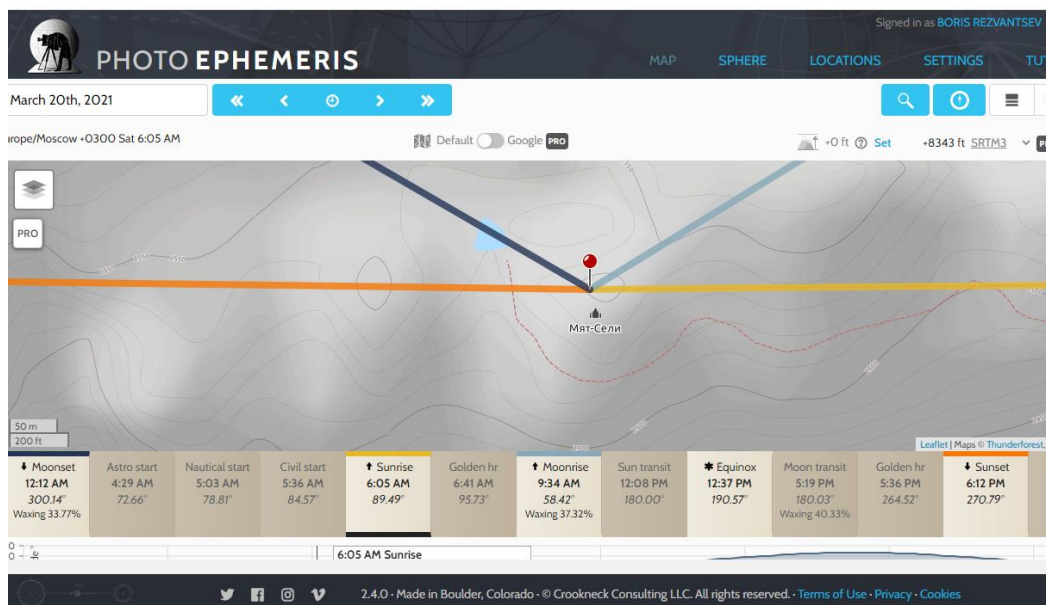 Signed in as BORIS REZVANTSEV
PHOTO EPHEMERIS
MAP SPHERE LOCATIONS SETTINGS TUT
March 20th, 2021
urope/Moscow +0300 Sat 6:05 AM
Default Google PRO
+0 ft Set +8343 ft SRTM3
PRO
Мят-Сели
50 m
200 ft
Leaflet | Maps © Thunderforest,
Moonset Astro start Nautical start Civil start Sunrise Golden hr Moonrise Sun transit Equinox Moon transit Golden hr Sunset
12:12 AM 4:29 AM 5:03 AM 5:36 AM 6:05 AM 6:41 AM 9:34 AM 12:08 PM 12:37 PM 5:19 PM 5:36 PM 6:12 PM
300.14° 72.66° 78.81° 84.57° 89.49° 95.73° 58.42° 180.00° 190.57° 180.03° 264.52° 270.79°
Waxing 33.77% Waxing 37.32% Waxing 40.33%
6:05 AM Sunrise
2.4.0 · Made in Boulder, Colorado · © Crookneck Consulting LLC. All rights reserved. · Terms of Use · Privacy · Cookies